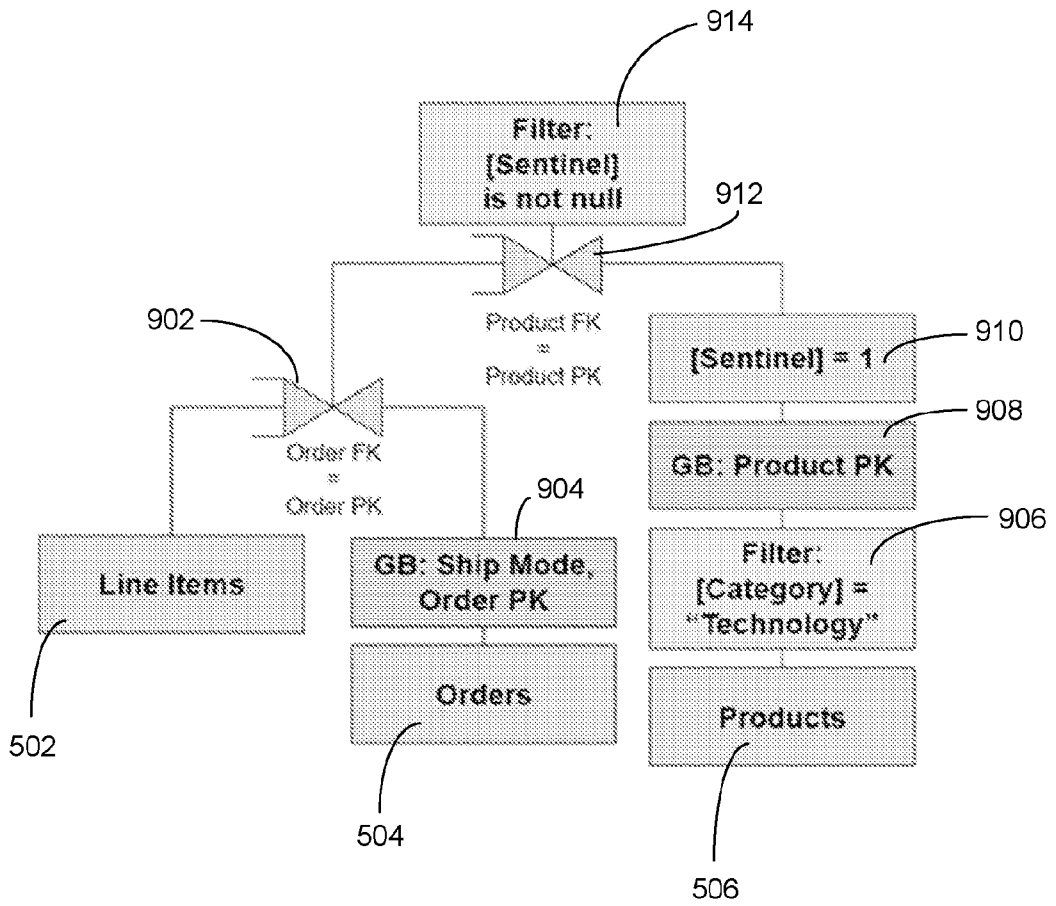 914
Filter:
[Sentinel]
is not null
912
902
Product FK
=
Product PK
[Sentinel] = 1
910
Order FK
=
Order PK
908
GB: Product PK
904
906
Line Items
GB: Ship Mode,
Order PK
Filter:
[Category] =
“Technology”
Orders
Products
502
504
506